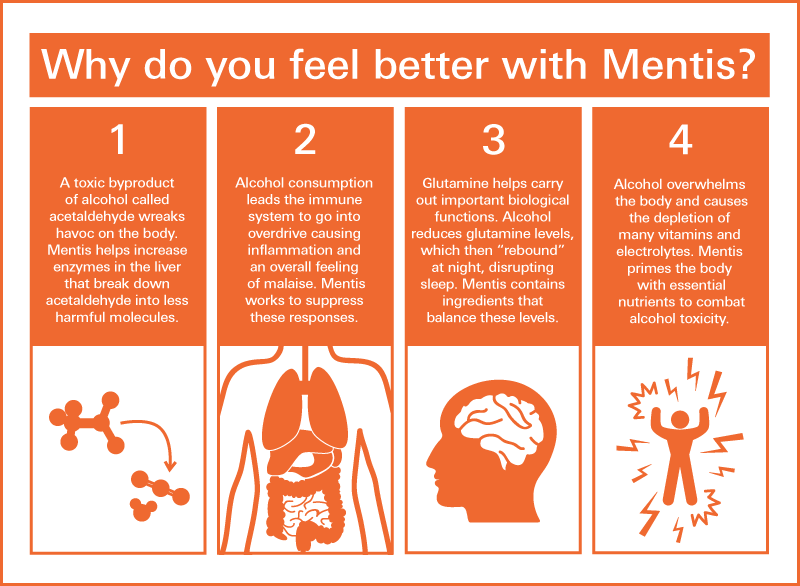 Why do you feel better with Mentis?
1
A toxic byproduct
of alcohol called
acetaldehyde wreaks
havoc on the body.
Mentis helps increase
enzymes in the liver
that break down
acetaldehyde into less
harmful molecules.
2
Alcohol consumption
leads the immune
system to go into
overdrive causing
inflammation and
an overall feeling
of malaise. Mentis
works to suppress
these responses.
3
Glutamine helps carry
out important biological
functions. Alcohol
reduces glutamine levels,
which then “rebound”
at night, disrupting
sleep. Mentis contains
ingredients that
balance these levels.
4
Alcohol overwhelms
the body and causes
the depletion of
many vitamins and
electrolytes. Mentis
primes the body
with essential
nutrients to combat
alcohol toxicity.